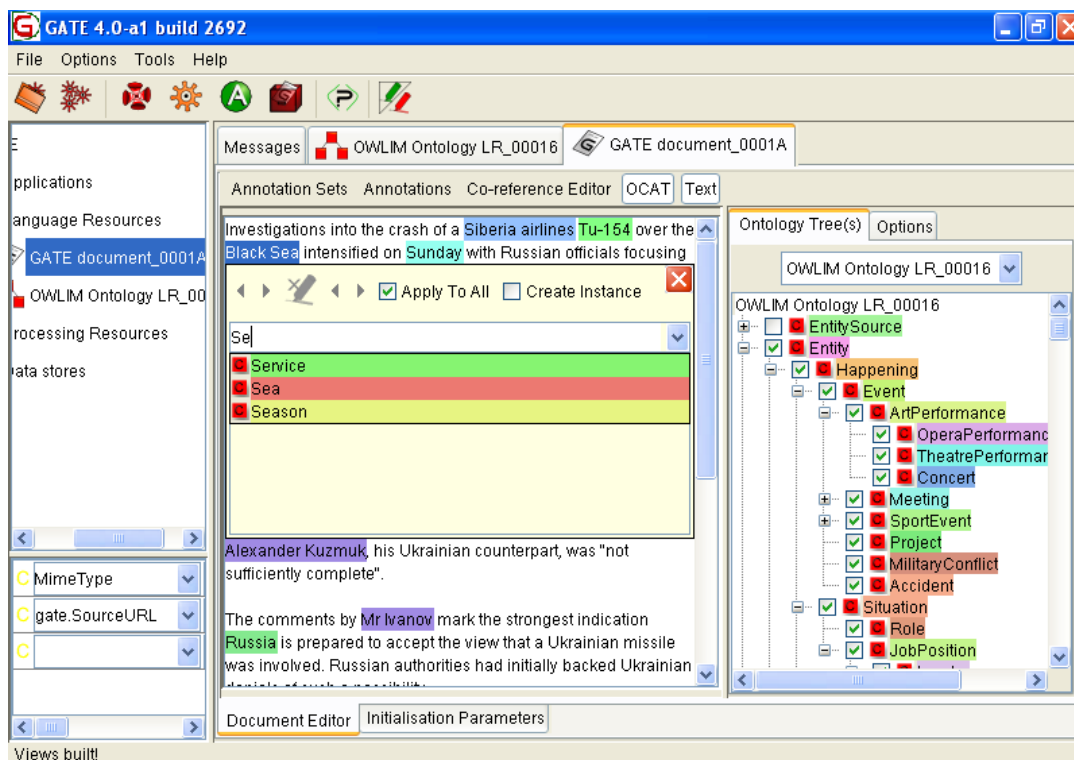 GATE 4.0-a1 build 2692
File Options Tools Help
Messages OWLIM Ontology LR_00016 GATE document_0001A
E
pplications
anguage Resources
GATE document_0001A
OWLIM Ontology LR_00
rocessing Resources
ata stores
MimeType
gate.SourceURL
Annotation Sets Annotations Co-reference Editor OCAT Text
Investigations into the crash of a Siberia airlines Tu-154 over the
Black Sea intensified on Sunday with Russian officials focusing
Apply To All Create Instance
Se
C Service
C Sea
C Season
Alexander Kuzmuk, his Ukrainian counterpart, was "not
sufficiently complete".
The comments by Mr Ivanov mark the strongest indication
Russia is prepared to accept the view that a Ukrainian missile
was involved. Russian authorities had initially backed Ukrainian
Ontology Tree(s) Options
OWLIM Ontology LR_00016
OWLIM Ontology LR_00016
C EntitySource
C Entity
C Happening
C Event
C ArtPerformance
C OperaPerformanc
C TheatrePerformar
C Concert
C Meeting
C SportEvent
C Project
C MilitaryConflict
C Accident
C Situation
C Role
C JobPosition
Document Editor Initialisation Parameters
Views built!